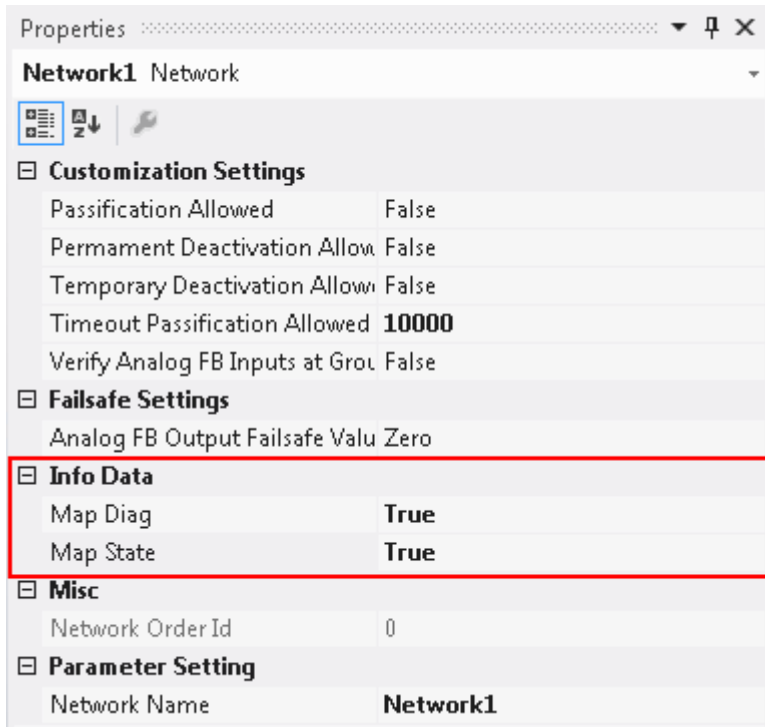 Properties
Network1 Network
Customization Settings
Passification Allowed False
Permament Deactivation Allow False
Temporary Deactivation Allow False
Timeout Passification Allowed 10000
Verify Analog FB Inputs at Grou False
Failsafe Settings
Analog FB Output Failsafe Valu Zero
Info Data
Map Diag True
Map State True
Misc
Network Order Id 0
Parameter Setting
Network Name Network1